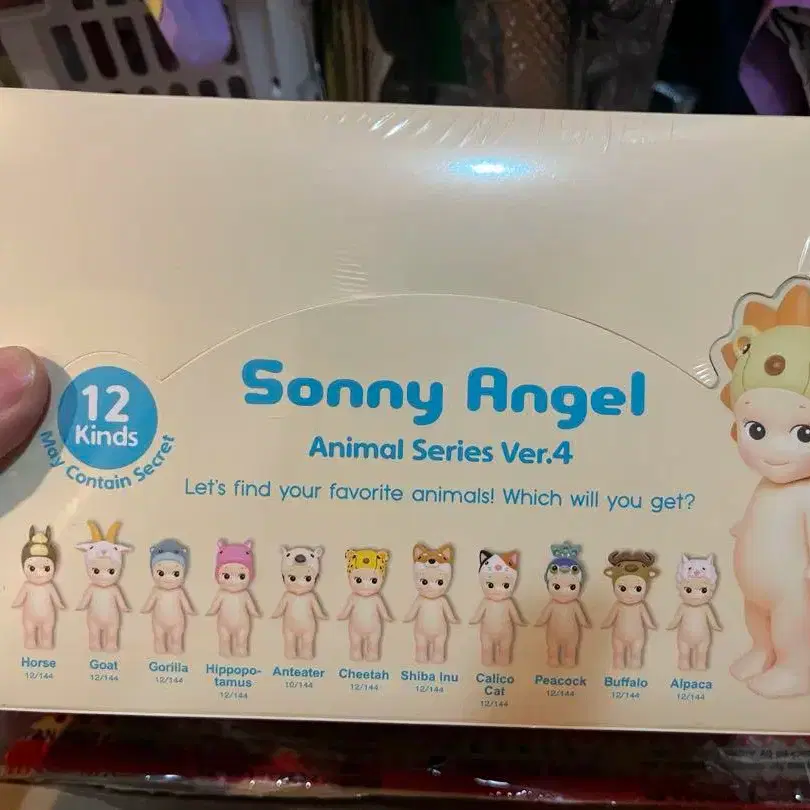 12
Kinds
May Contain Secret
Sonny Angel
Animal Series Ver.4
Let's find your favorite animals! Which will you get?
Horse
12/144
Goat
12/144
Gorilla
12/144
Hippopo-
tamus
12/144
Anteater
10/144
Cheetah
12/144
Shiba Inu
12/144
Calico
Cat
12/144
Peacock
12/144
Buffalo
12/144
Alpaca
12/144